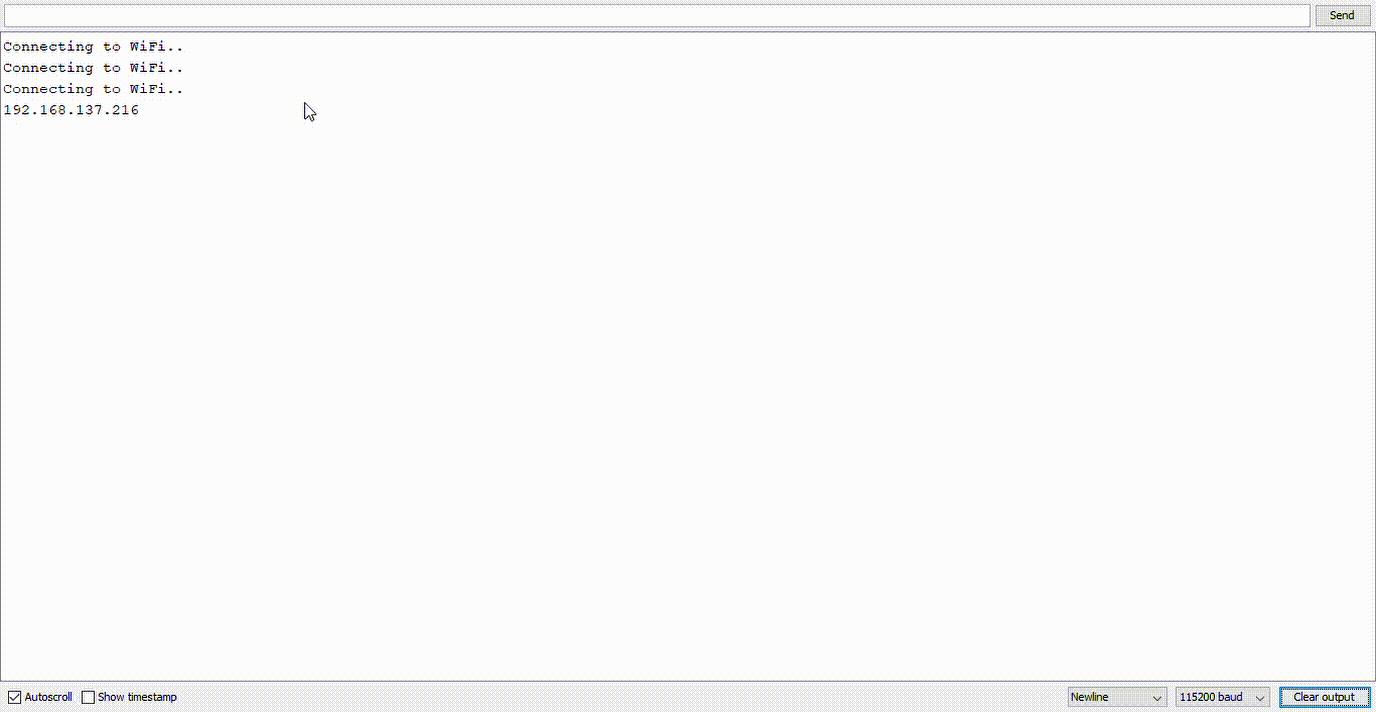 Send
Connecting to WiFi..
Connecting to WiFi..
Connecting to WiFi..
192.168.137.216
Autoscroll Show timestamp Newline 115200 baud Clear output